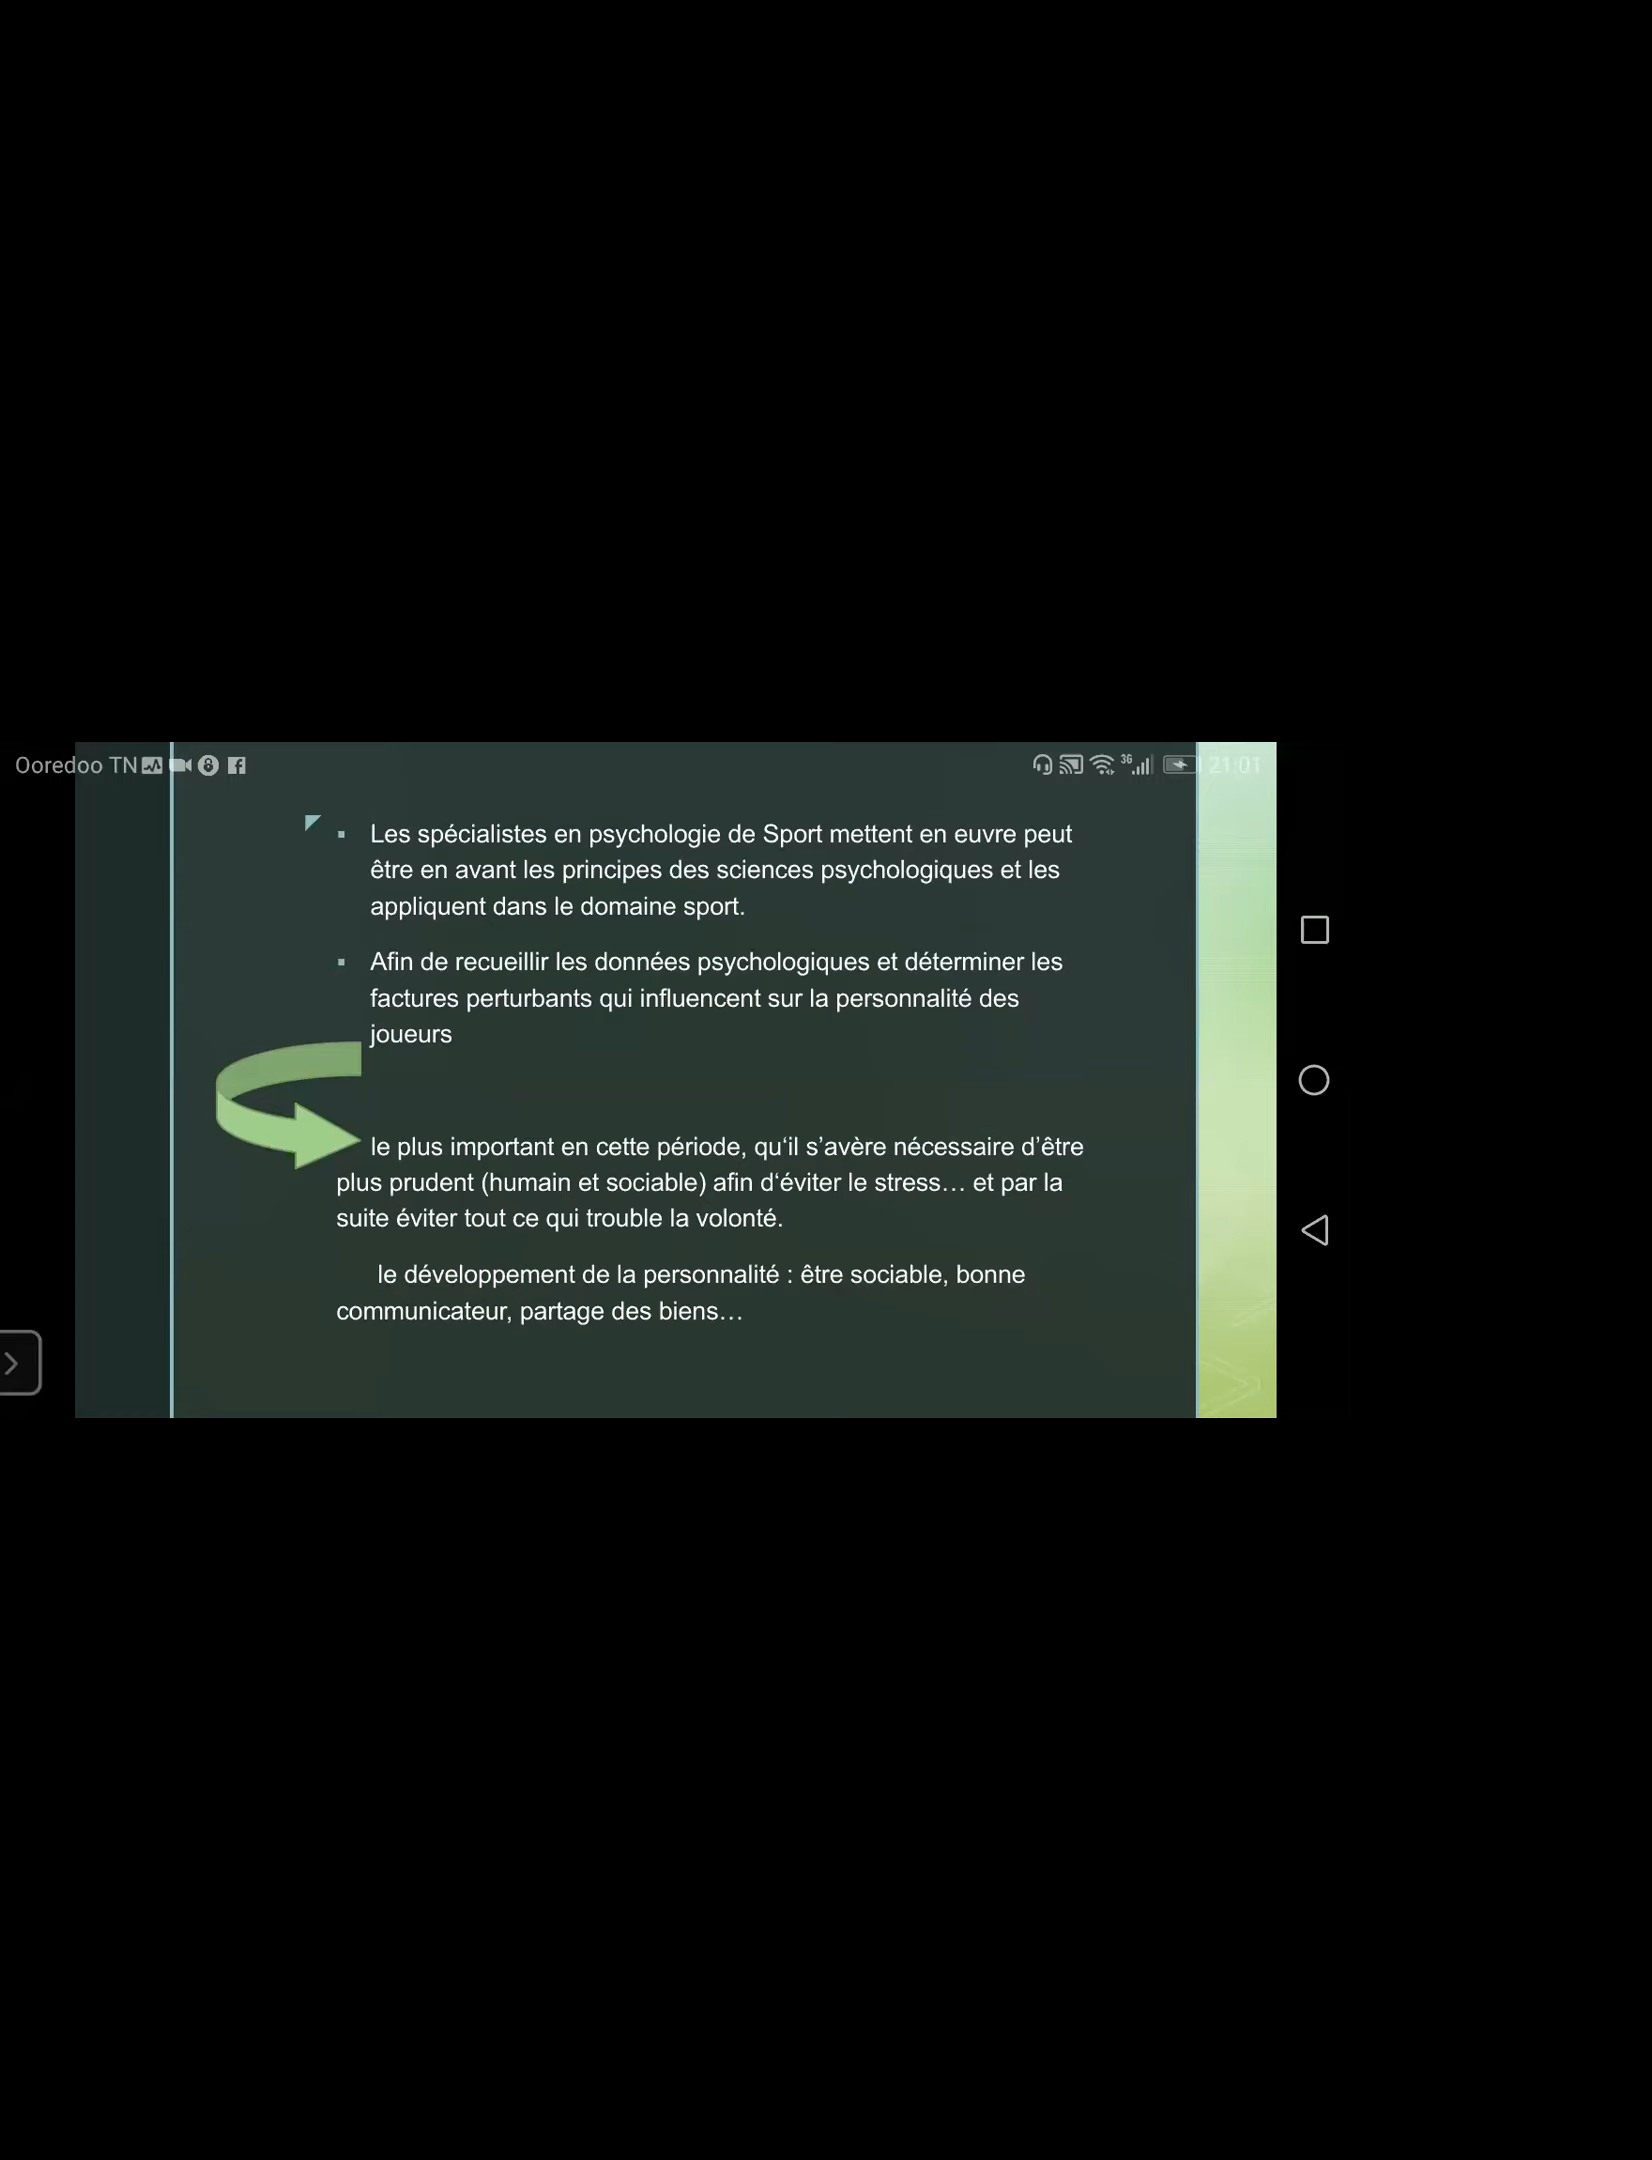 Ooredoo TN
3G
21:01
Les spécialistes en psychologie de Sport mettent en euvre peut
être en avant les principes des sciences psychologiques et les
appliquent dans le domaine sport.
Afin de recueillir les données psychologiques et déterminer les
factures perturbants qui influencent sur la personnalité des
joueurs
le plus important en cette période, qu‘il s’avère nécessaire d’être
plus prudent (humain et sociable) afin d‘éviter le stress… et par la
suite éviter tout ce qui trouble la volonté.
le développement de la personnalité : être sociable, bonne
communicateur, partage des biens…